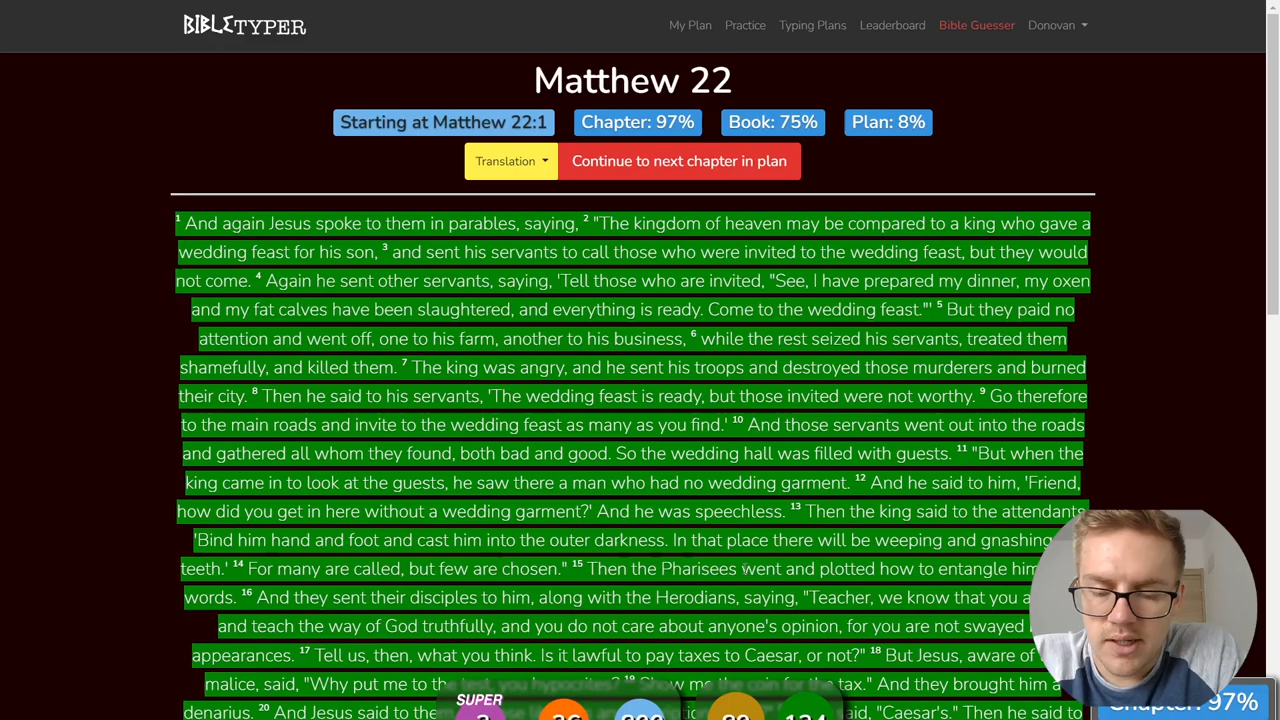 BIBLETYPER
My Plan Practice Typing Plans Leaderboard Bible Guesser Donovan
Matthew 22
Starting at Matthew 22:1 Chapter: 97% Book: 75% Plan: 8%
Translation Continue to next chapter in plan
1 And again Jesus spoke to them in parables, saying, 2 "The kingdom of heaven may be compared to a king who gave a
wedding feast for his son, 3 and sent his servants to call those who were invited to the wedding feast, but they would
not come. 4 Again he sent other servants, saying, 'Tell those who are invited, "See, I have prepared my dinner, my oxen
and my fat calves have been slaughtered, and everything is ready. Come to the wedding feast."' 5 But they paid no
attention and went off, one to his farm, another to his business, 6 while the rest seized his servants, treated them
shamefully, and killed them. 7 The king was angry, and he sent his troops and destroyed those murderers and burned
their city. 8 Then he said to his servants, 'The wedding feast is ready, but those invited were not worthy. 9 Go therefore
to the main roads and invite to the wedding feast as many as you find.' 10 And those servants went out into the roads
and gathered all whom they found, both bad and good. So the wedding hall was filled with guests. 11 "But when the
king came in to look at the guests, he saw there a man who had no wedding garment. 12 And he said to him, 'Friend,
how did you get in here without a wedding garment?' And he was speechless. 13 Then the king said to the attendants,
'Bind him hand and foot and cast him into the outer darkness. In that place there will be weeping and gnashing
teeth.' 14 For many are called, but few are chosen." 15 Then the Pharisees went and plotted how to entangle him
words. 16 And they sent their disciples to him, along with the Herodians, saying, "Teacher, we know that you
and teach the way of God truthfully, and you do not care about anyone's opinion, for you are not swayed
appearances. 17 Tell us, then, what you think. Is it lawful to pay taxes to Caesar, or not?" 18 But Jesus, aware of
malice, said, "Why put me to the test, you hypocrites? 19 Show me the coin for the tax." And they brought him
denarius. 20 And Jesus said to them "Caesar's." Then he said to
SUPER
Chapter: 97%